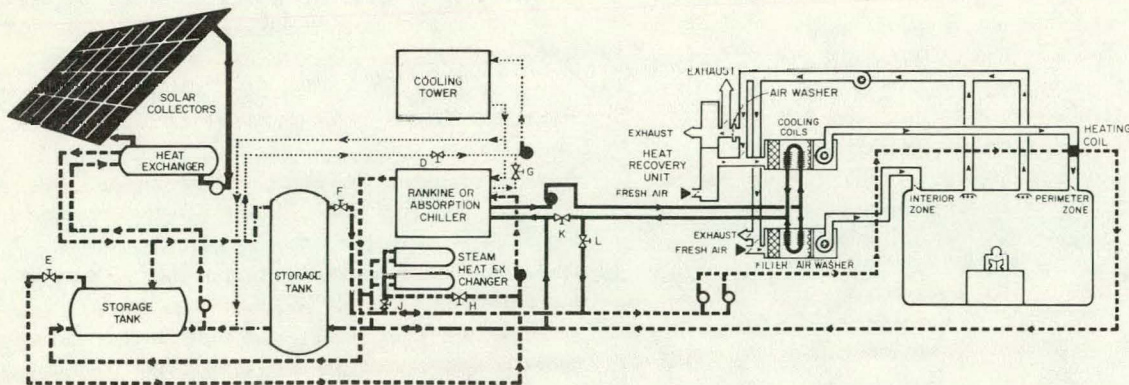 SOLAR
COLLECTORS
HEAT
EXCHANGER
E
STORAGE
TANK
STORAGE
TANK
F
COOLING
TOWER
D
G
RANKINE OR
ABSORPTION
CHILLER
STEAM
HEAT EX
CHANGER
J
H
K
L
EXHAUST
AIR WASHER
EXHAUST
HEAT
RECOVERY
UNIT
FRESH AIR
COOLING
COILS
EXHAUST
FRESH AIR
FILTER AIR WASHER
HEATING
COIL
INTERIOR
ZONE
PERIMETER
ZONE